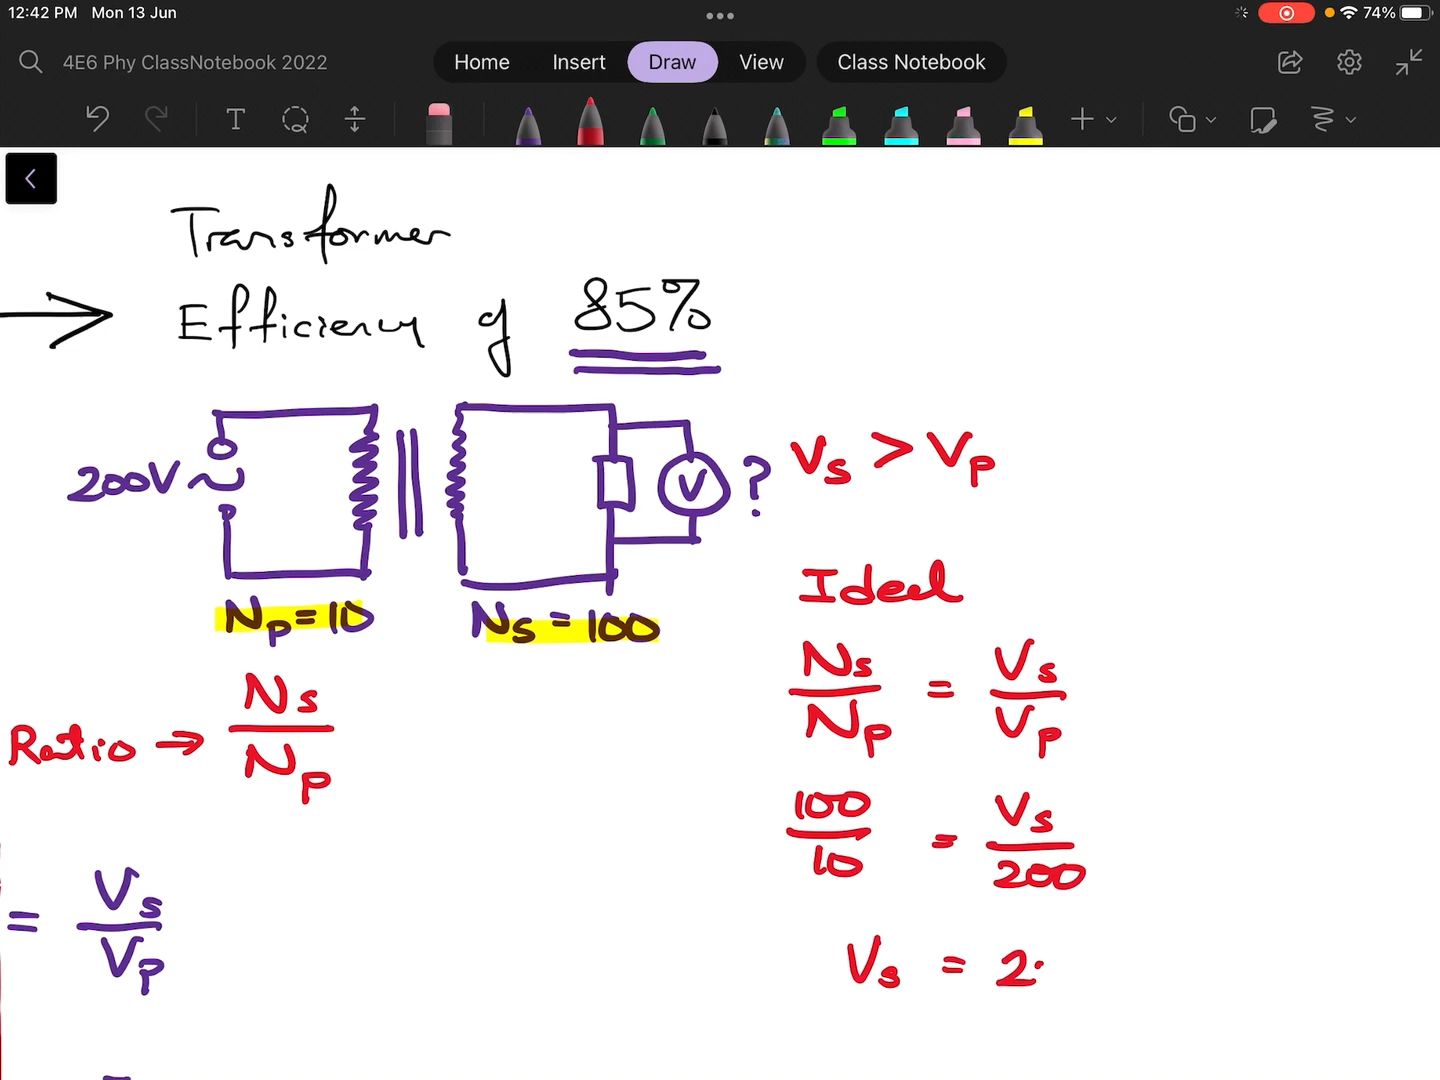 12:42 PM Mon 13 Jun
74%
4E6 Phy ClassNotebook 2022
Home Insert Draw View Class Notebook
T
Transformer
Efficiency of 85%
200V ~
V ?
Vs > Vp
Np = 10
Ns = 100
Ideal
Ns/Np = Vs/Vp
Ratio → Ns/Np
100/10 = Vs/200
= Vs/Vp
Vs = 2